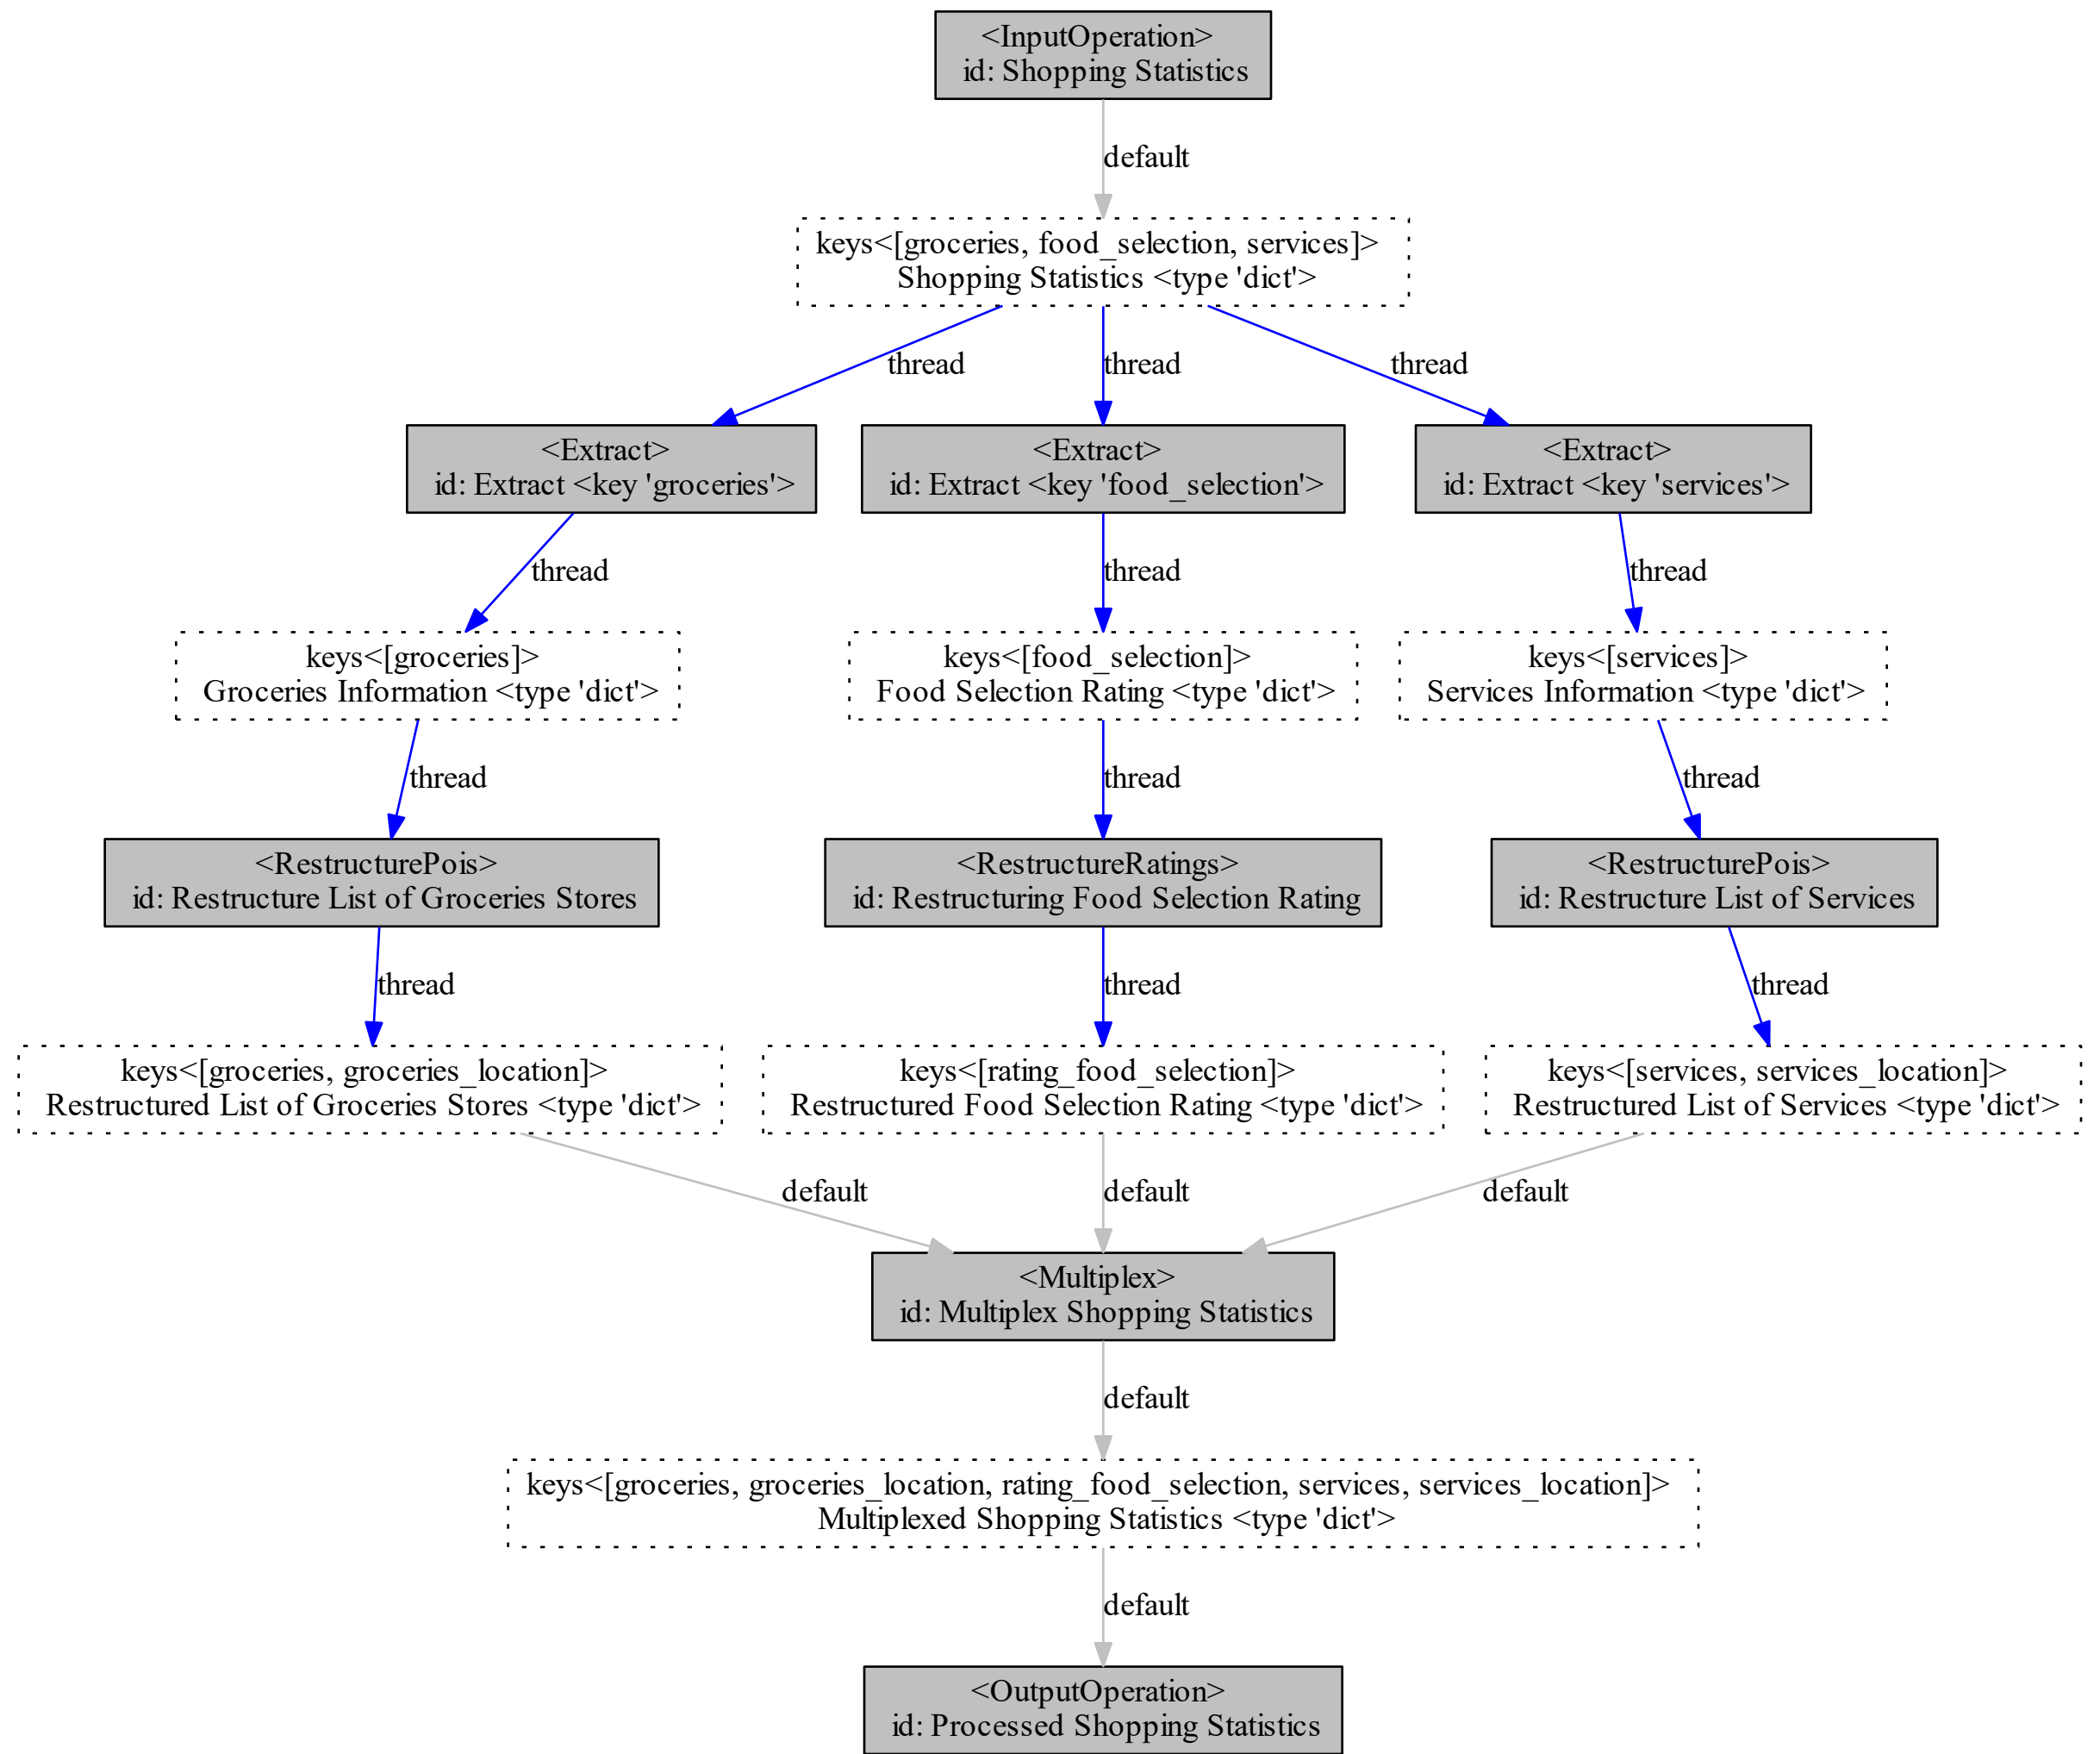 <InputOperation>
id: Shopping Statistics
default
keys<[groceries, food_selection, services]>
Shopping Statistics <type 'dict'>
thread
thread
thread
<Extract>
id: Extract <key 'groceries'>
<Extract>
id: Extract <key 'food_selection'>
<Extract>
id: Extract <key 'services'>
thread
thread
thread
keys<[groceries]>
Groceries Information <type 'dict'>
keys<[food_selection]>
Food Selection Rating <type 'dict'>
keys<[services]>
Services Information <type 'dict'>
thread
thread
thread
<RestructurePois>
id: Restructure List of Groceries Stores
<RestructureRatings>
id: Restructuring Food Selection Rating
<RestructurePois>
id: Restructure List of Services
thread
thread
thread
keys<[groceries, groceries_location]>
Restructured List of Groceries Stores <type 'dict'>
keys<[rating_food_selection]>
Restructured Food Selection Rating <type 'dict'>
keys<[services, services_location]>
Restructured List of Services <type 'dict'>
default
default
default
<Multiplex>
id: Multiplex Shopping Statistics
default
keys<[groceries, groceries_location, rating_food_selection, services, services_location]>
Multiplexed Shopping Statistics <type 'dict'>
default
<OutputOperation>
id: Processed Shopping Statistics